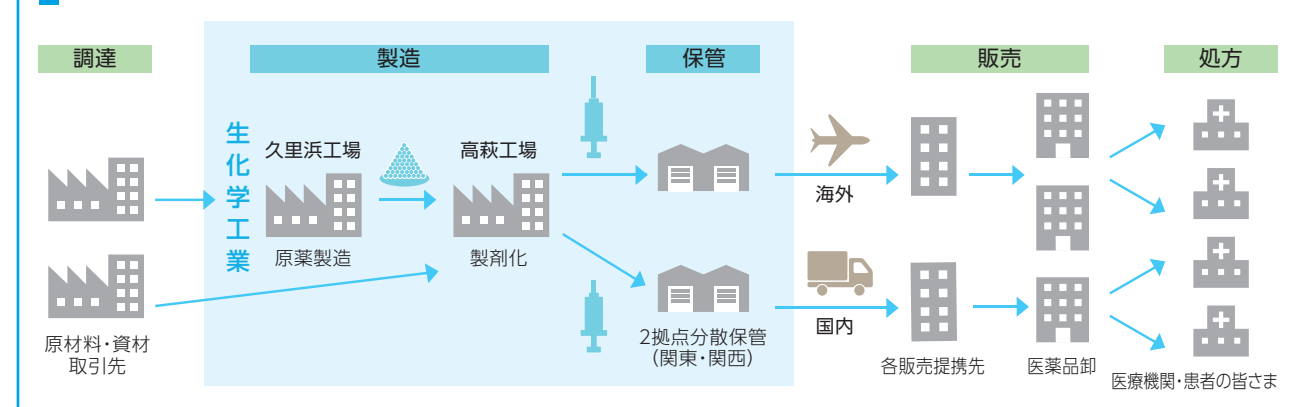 調達
製造
保管
販売
処方
生化学工業
久里浜工場
高萩工場
原薬製造
製剤化
海外
国内
原材料・資材
取引先
2拠点分散保管
(関東・関西)
各販売提携先
医薬品卸
医療機関・患者の皆さま